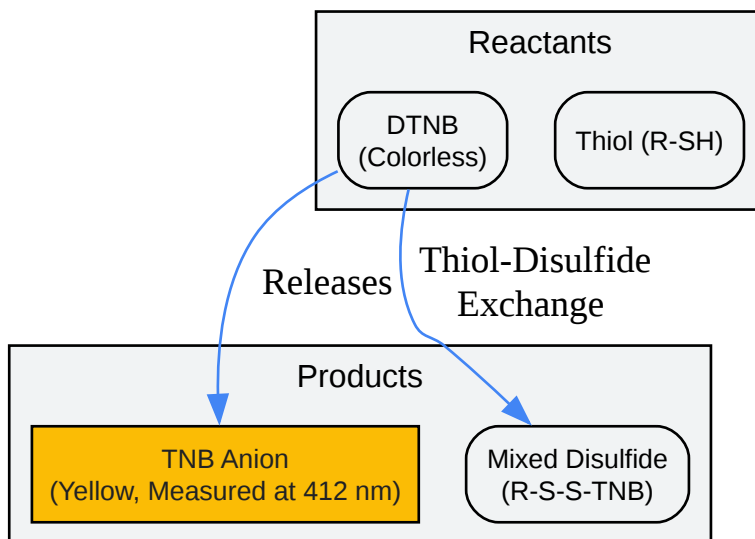 Reactants
DTNB
(Colorless)
Thiol (R-SH)
Releases
Thiol-Disulfide
Exchange
Products
TNB Anion
(Yellow, Measured at 412 nm)
Mixed Disulfide
(R-S-S-TNB)